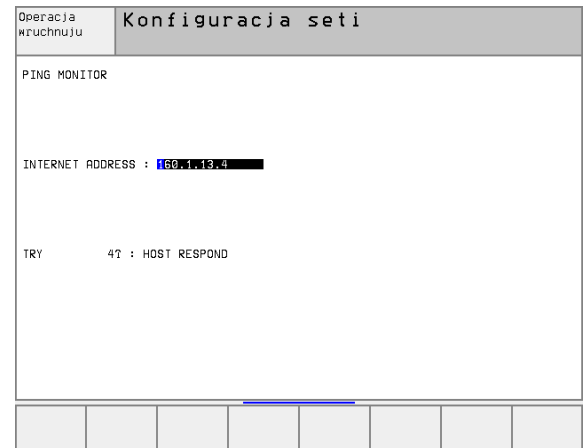 Operacja
wruchnuju
Konfiguracja seti
PING MONITOR
INTERNET ADDRESS : 160.1.13.4
TRY 47 : HOST RESPOND